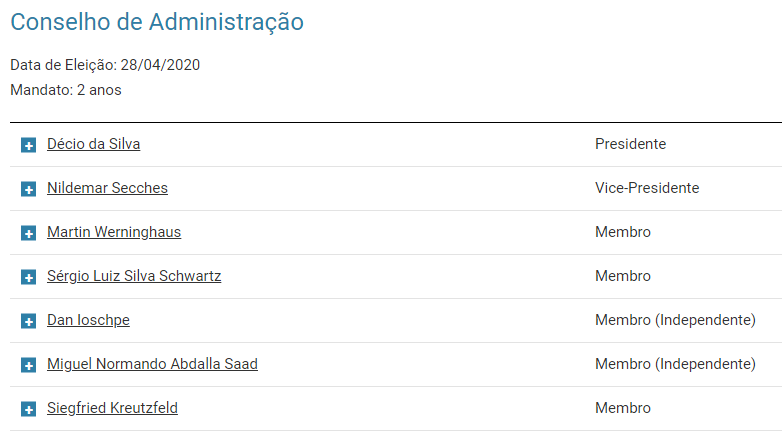 Conselho de Administração
Data de Eleição: 28/04/2020
Mandato: 2 anos
Décio da Silva Presidente
Nildemar Secches Vice-Presidente
Martin Werninghaus Membro
Sérgio Luiz Silva Schwartz Membro
Dan Ioschpe Membro (Independente)
Miguel Normando Abdalla Saad Membro (Independente)
Siegfried Kreutzfeld Membro